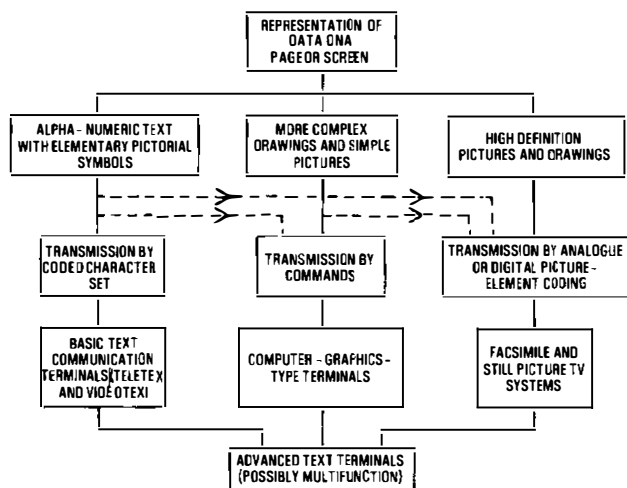 REPRESENTATION OF
DATA ONA
PAGEOR SCREEN
ALPHA - NUMERIC TEXT
WITH ELEMENTARY PICTORIAL
SYMBOLS
MORE COMPLEX
DRAWINGS AND SIMPLE
PICTURES
HIGH DEFINITION
PICTURES AND DRAWINGS
TRANSMISSION BY
CODED CHARACTER
SET
TRANSMISSION BY
COMMANDS
TRANSMISSION BY ANALOGUE
OR DIGITAL PICTURE -
ELEMENT CODING
BASIC TEXT
COMMUNICATION
TERMINALS (TELETEX
AND VIDEOTEX)
COMPUTER - GRAPHICS -
TYPE TERMINALS
FACSIMILE AND
STILL PICTURE TV
SYSTEMS
ADVANCED TEXT TERMINALS
(POSSIBLY MULTIFUNCTION)